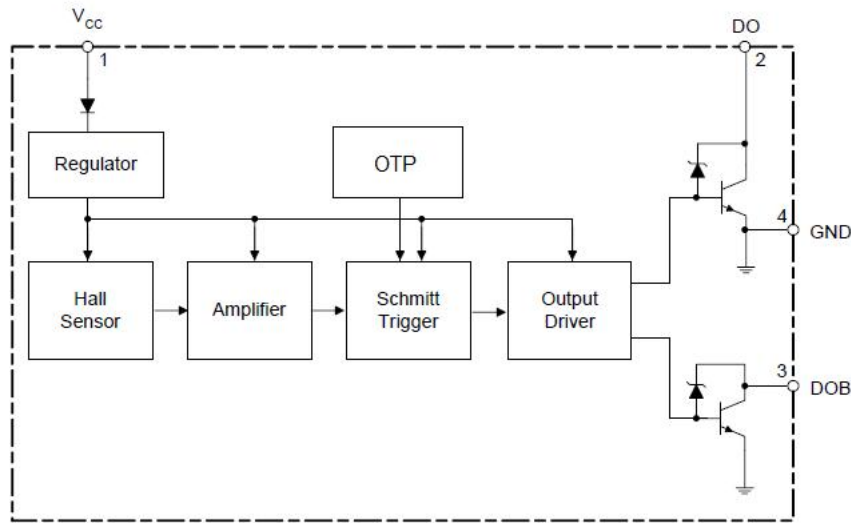 VCC
DO
1
2
Regulator
OTP
4
GND
Hall
Sensor
Amplifier
Schmitt
Trigger
Output
Driver
3
DOB